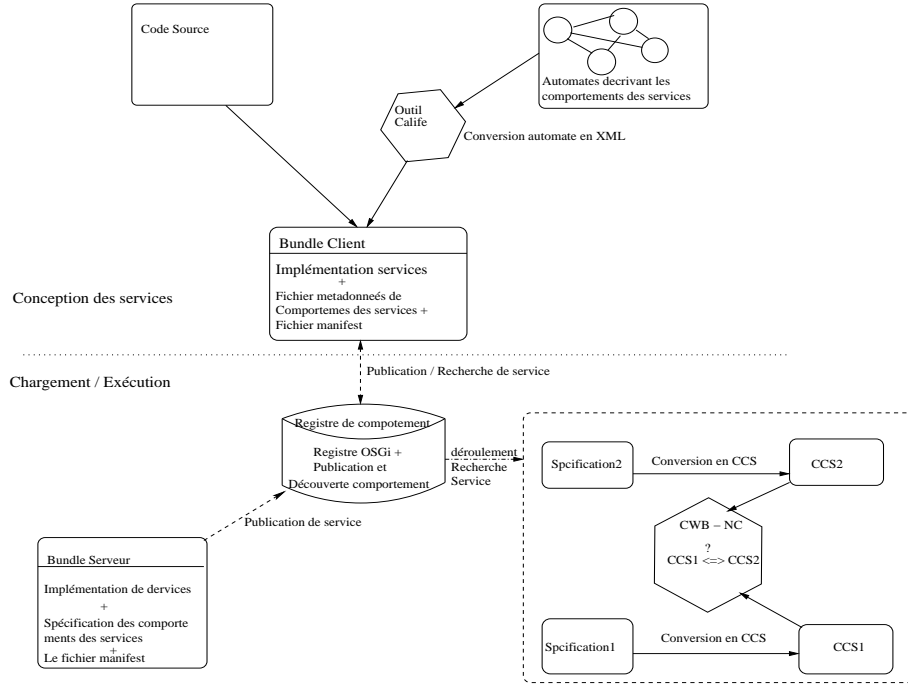 Code Source
Automates decrivant les
comportements des services
Outil
Calife
Conversion automate en XML
Bundle Client
Implémentation services
+
Fichier metadonneés de
Comportemes des services +
Fichier manifest
Conception des services
Chargement / Exécution
Publication / Recherche de service
Registre de compotement
Registre OSGi +
Publication et
Découverte comportement
déroulement
Recherche
Service
Publication de service
Bundle Serveur
Implémentation de dervices
+
Spécification des comporte
ments des services
+
Le fichier manifest
Spcification2
Conversion en CCS
CCS2
CWB – NC
?
CCS1 <=> CCS2
Spcification1
Conversion en CCS
CCS1